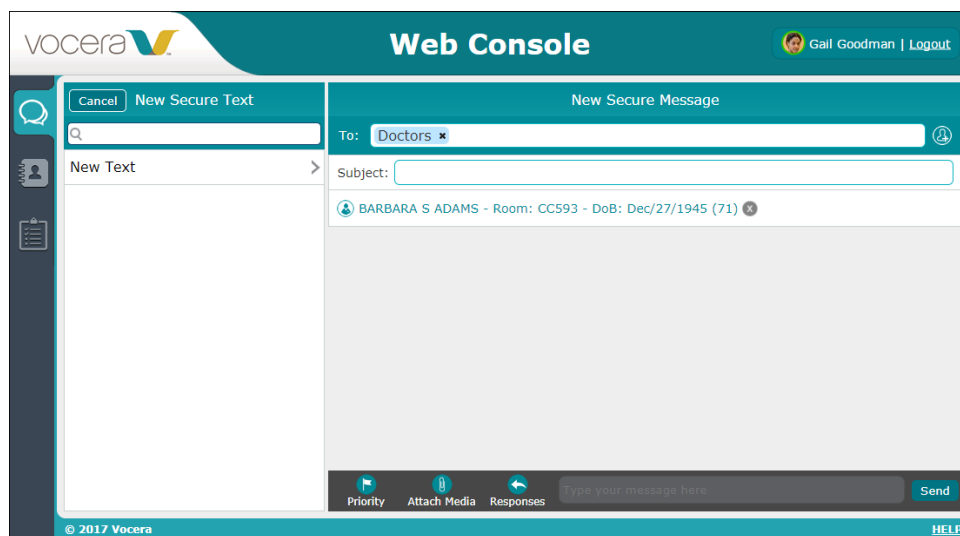 vocera
Web Console
Gail Goodman | Logout
Cancel New Secure Text
New Secure Message
To: Doctors ×
New Text >
Subject:
BARBARA S ADAMS - Room: CC593 - DoB: Dec/27/1945 (71) x
Priority
Attach Media
Responses
Type your message here
Send
© 2017 Vocera
HELP